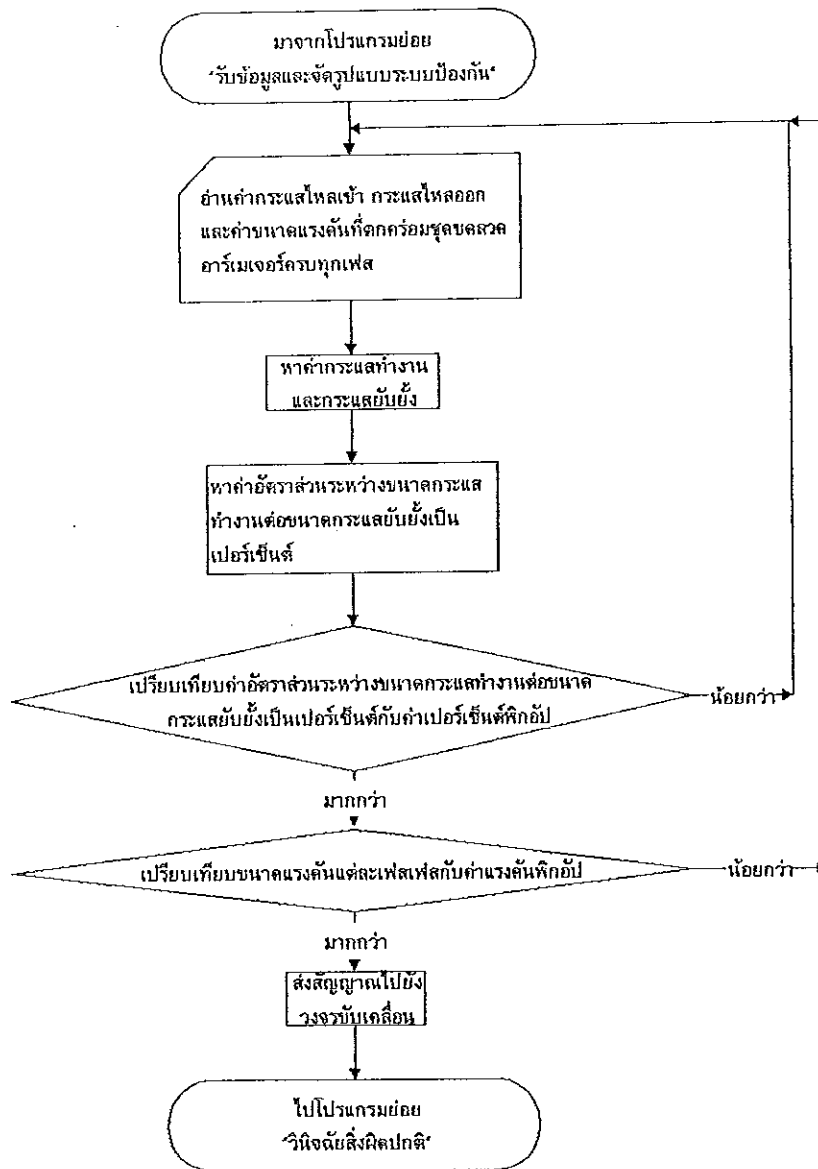 มาจากโปรแกรมย่อย
"รับข้อมูลและจัดรูปแบบระบบป้องกัน"
อ่านค่ากระแสไหลเข้า กระแสไหลออก
และค่าขนาดแรงดันที่ตกคร่อมชุดขดลวด
อาร์เมเจอร์ครบทุกเฟส
หาค่ากระแสทำงาน
และกระแสยับยั้ง
หาค่าอัตราส่วนระหว่างขนาดกระแส
ทำงานต่อขนาดกระแสยับยั้งเป็น
เปอร์เซ็นต์
เปรียบเทียบค่าอัตราส่วนระหว่างขนาดกระแสทำงานต่อขนาด
กระแสยับยั้งเป็นเปอร์เซ็นต์กับค่าเปอร์เซ็นต์พิกอัป
น้อยกว่า
มากกว่า
เปรียบเทียบขนาดแรงดันแต่ละเฟสเฟสกับค่าแรงดันพิกอัป
น้อยกว่า
มากกว่า
ส่งสัญญาณไปยัง
วงจรขับเคลื่อน
ไปโปรแกรมย่อย
"วินิจฉัยสิ่งผิดปกติ"